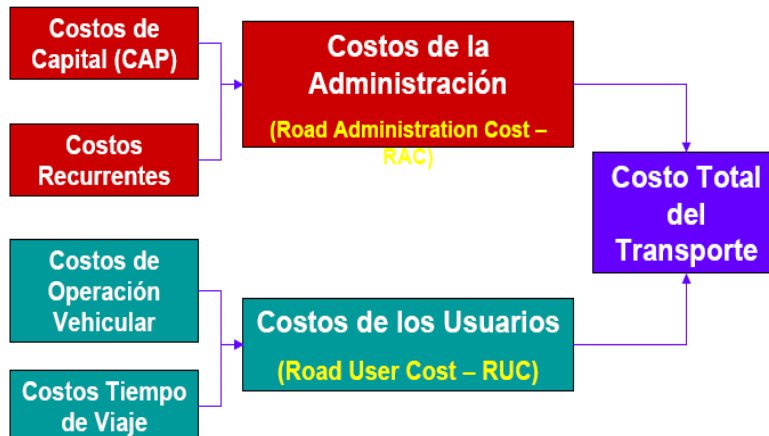 Costos de
Capital (CAP)
Costos
Recurrentes
Costos de la
Administración
(Road Administration Cost –
RAC)
Costo Total
del
Transporte
Costos de
Operación
Vehicular
Costos Tiempo
de Viaje
Costos de los Usuarios
(Road User Cost – RUC)